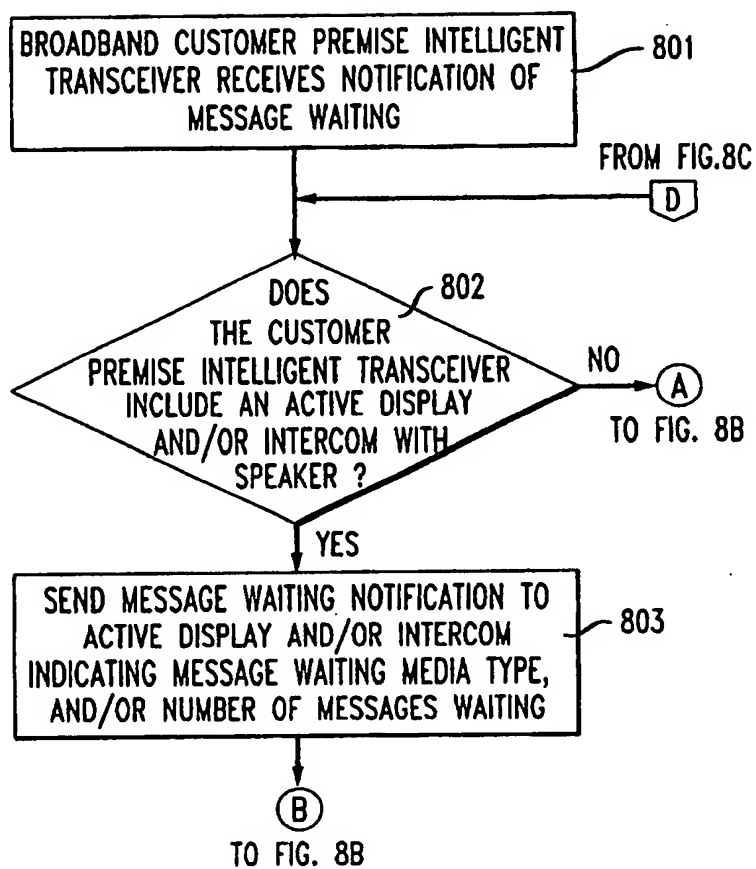 BROADBAND CUSTOMER PREMISE INTELLIGENT
TRANSCEIVER RECEIVES NOTIFICATION OF
MESSAGE WAITING
801
FROM FIG.8C
D
DOES
THE CUSTOMER
PREMISE INTELLIGENT TRANSCEIVER
INCLUDE AN ACTIVE DISPLAY
AND/OR INTERCOM WITH
SPEAKER ?
802
NO
A
TO FIG. 8B
YES
SEND MESSAGE WAITING NOTIFICATION TO
ACTIVE DISPLAY AND/OR INTERCOM
INDICATING MESSAGE WAITING MEDIA TYPE,
AND/OR NUMBER OF MESSAGES WAITING
803
B
TO FIG. 8B